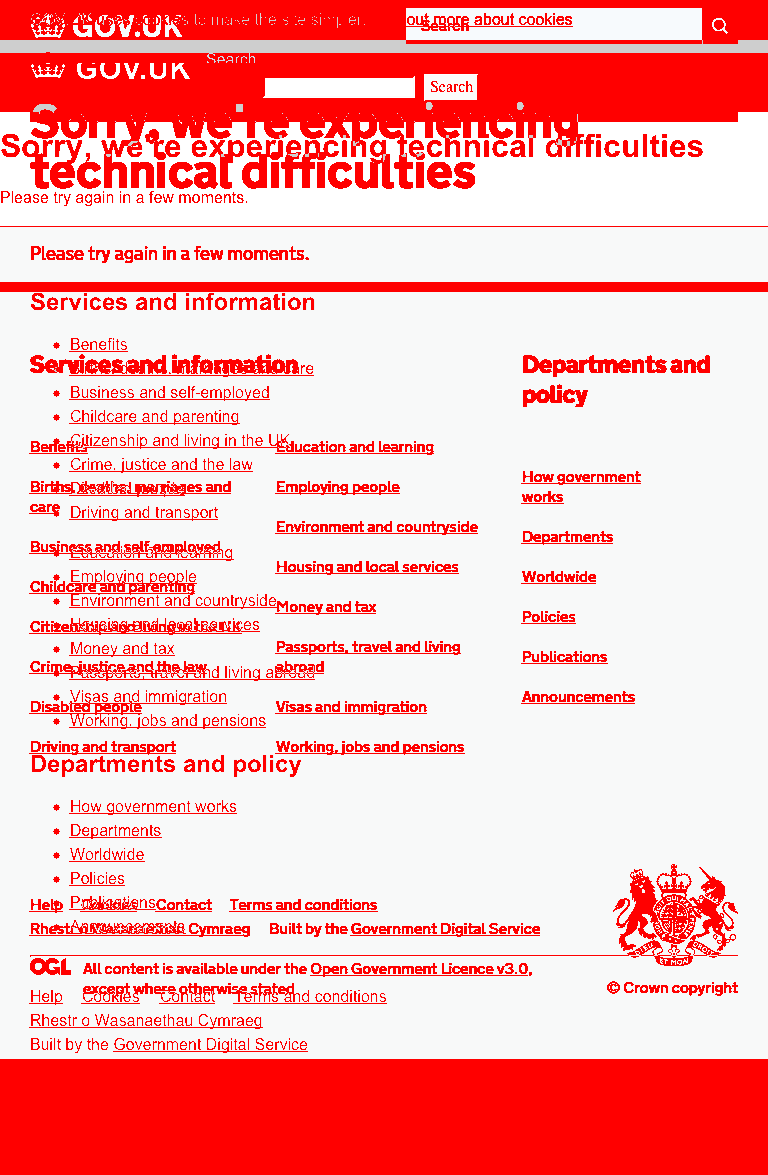 GOV.UK uses cookies to make the site simpler. out more about cookies
GOV.UK
Search
GOV.UK
Search
Search
Sorry, we're experiencing
technical difficulties
Sorry, we're experiencing technical difficulties
Please try again in a few moments.
Please try again in a few moments.
Services and information
Benefits
Births, deaths, marriages and care
Business and self-employed
Childcare and parenting
Citizenship and living in the UK
Crime, justice and the law
Disabled people
Driving and transport
Education and learning
Employing people
Environment and countryside
Housing and local services
Money and tax
Passports, travel and living abroad
Visas and immigration
Working, jobs and pensions
Services and information
Benefits
Births, deaths, marriages and
care
Business and self-employed
Childcare and parenting
Citizenship and living in the UK
Crime, justice and the law
Disabled people
Driving and transport
Education and learning
Employing people
Environment and countryside
Housing and local services
Money and tax
Passports, travel and living
abroad
Visas and immigration
Working, jobs and pensions
Departments and
policy
How government
works
Departments
Worldwide
Policies
Publications
Announcements
Departments and policy
How government works
Departments
Worldwide
Policies
Publications
Announcements
Help Cookies Contact Terms and conditions
Rhestr o Wasanaethau Cymraeg Built by the Government Digital Service
OGL All content is available under the Open Government Licence v3.0,
except where otherwise stated
© Crown copyright
Help Cookies Contact Terms and conditions
Rhestr o Wasanaethau Cymraeg
Built by the Government Digital Service